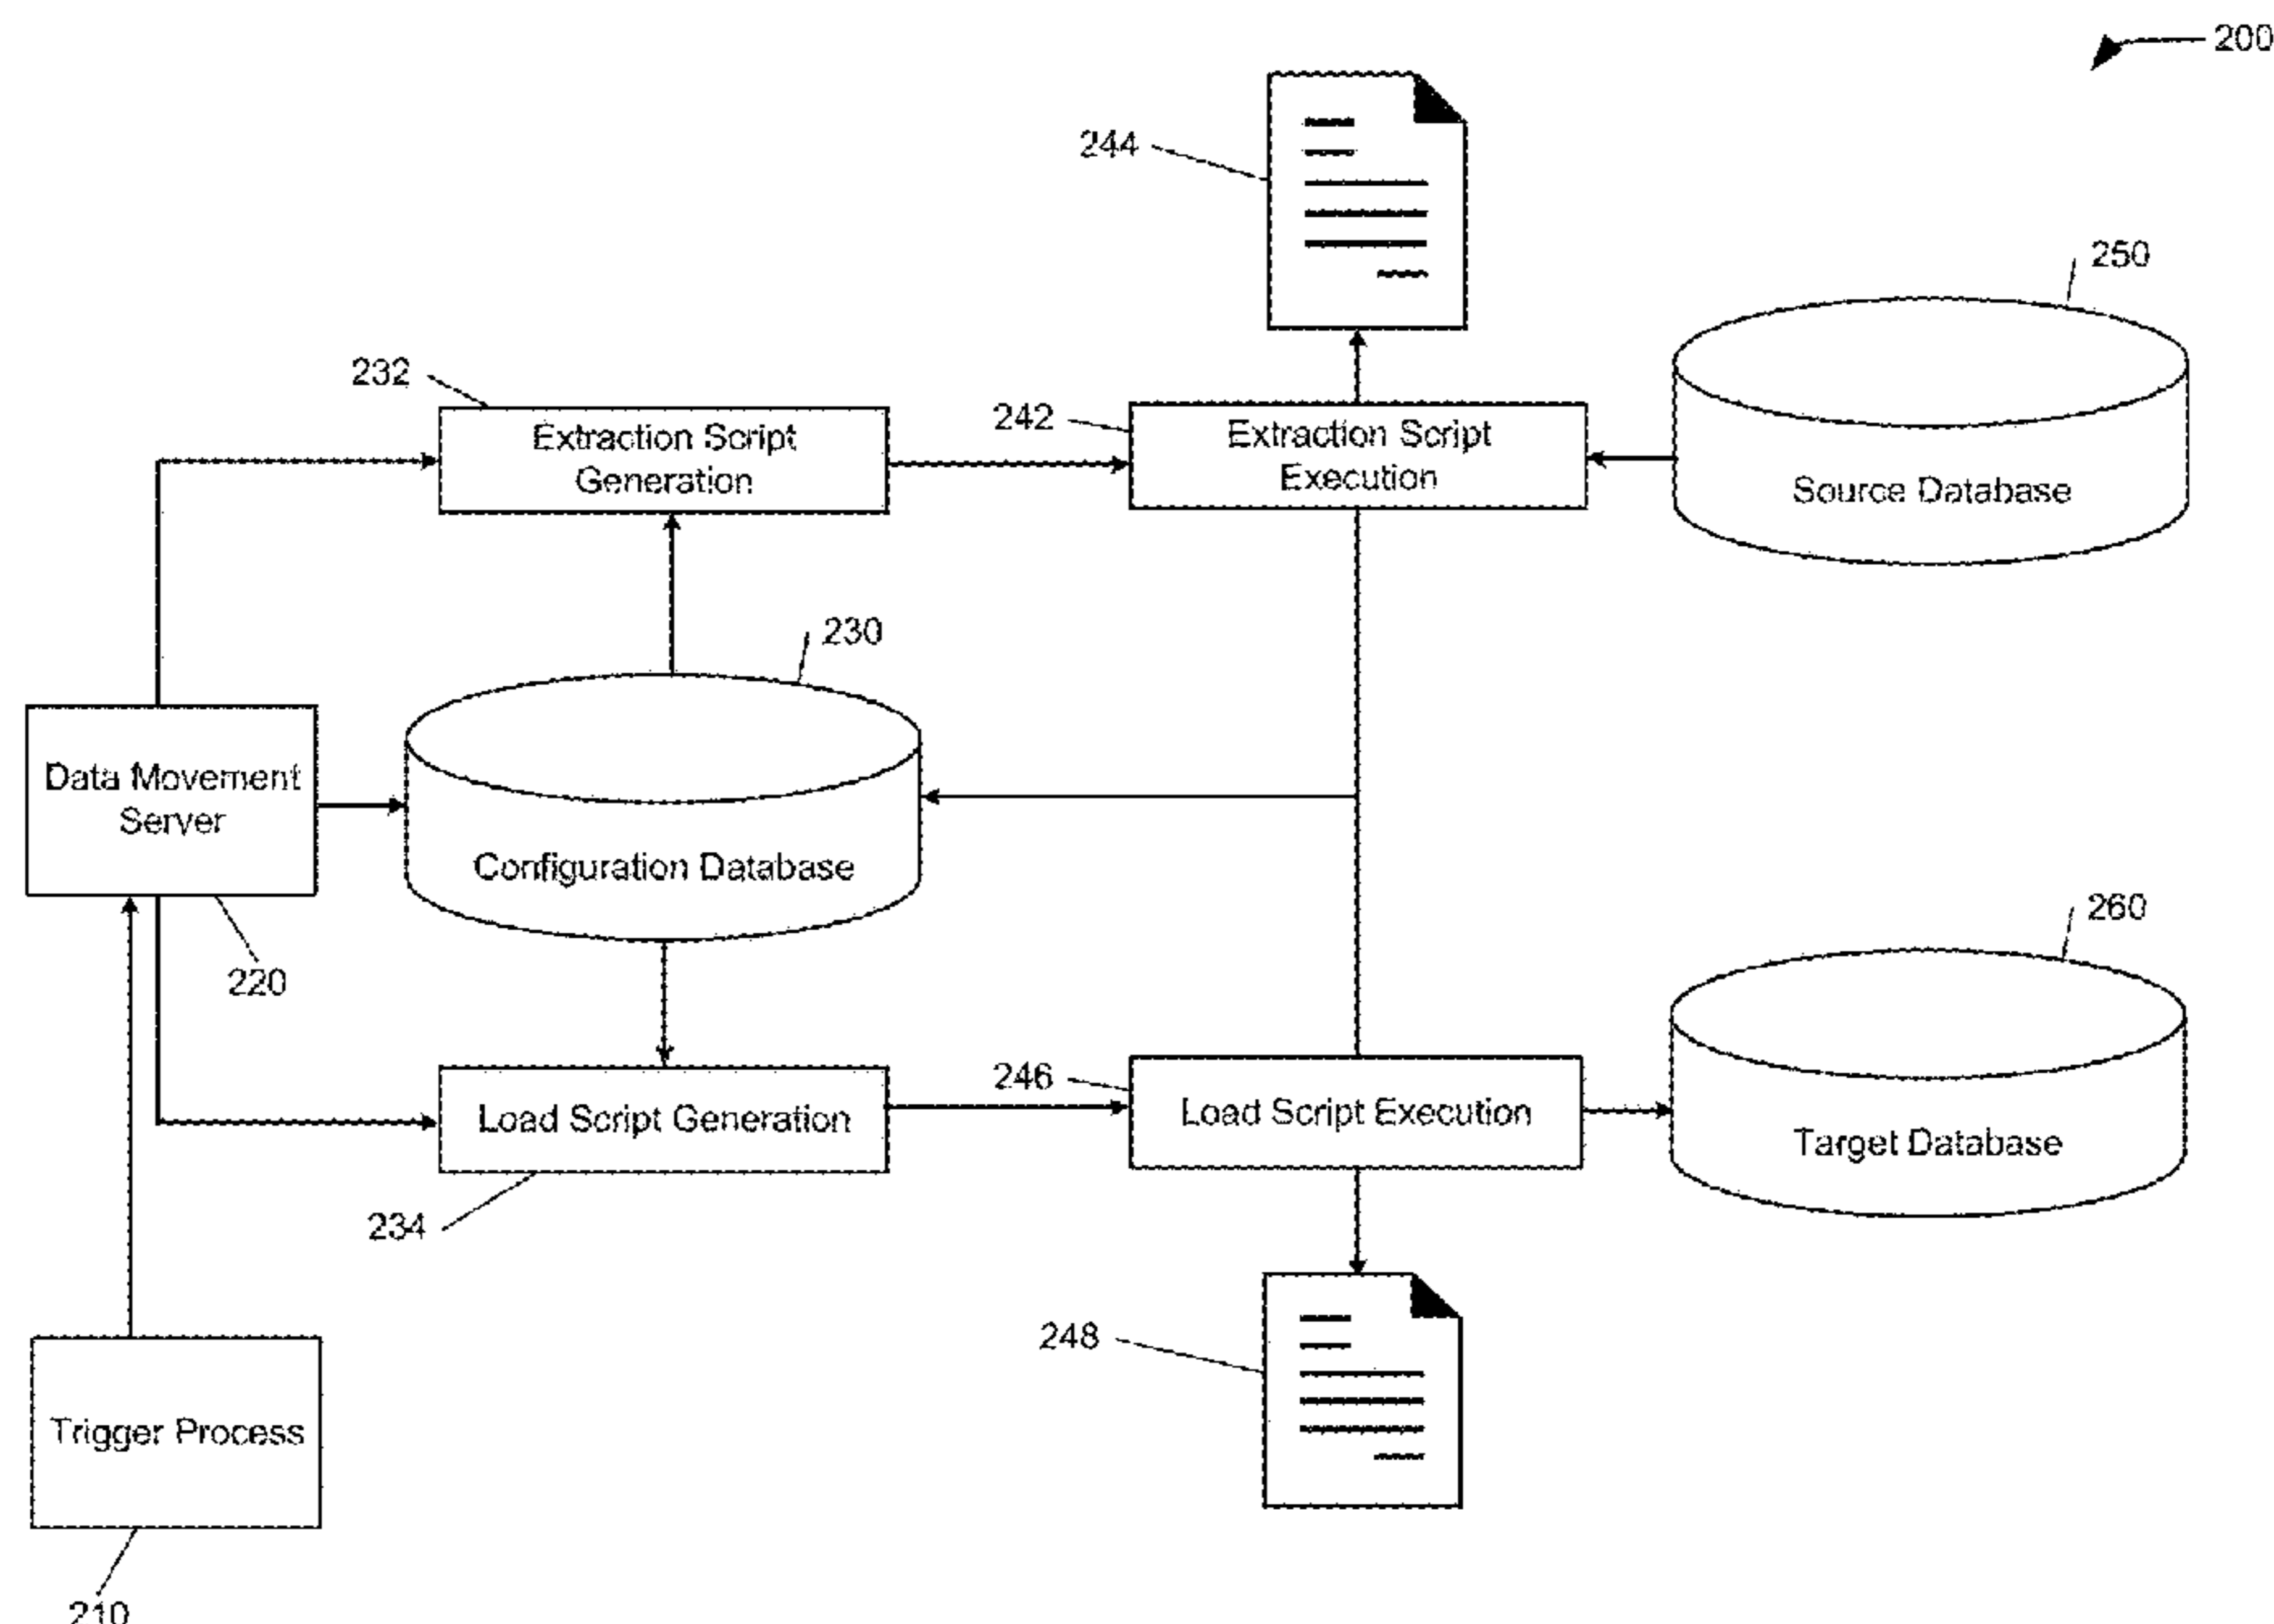 200
244
250
232
Extraction Script
Generation
242
Extraction Script
Execution
Source Database
230
Data Movement
Server
Configuration Database
220
260
246
Load Script Generation
Load Script Execution
Target Database
234
248
Trigger Process
210